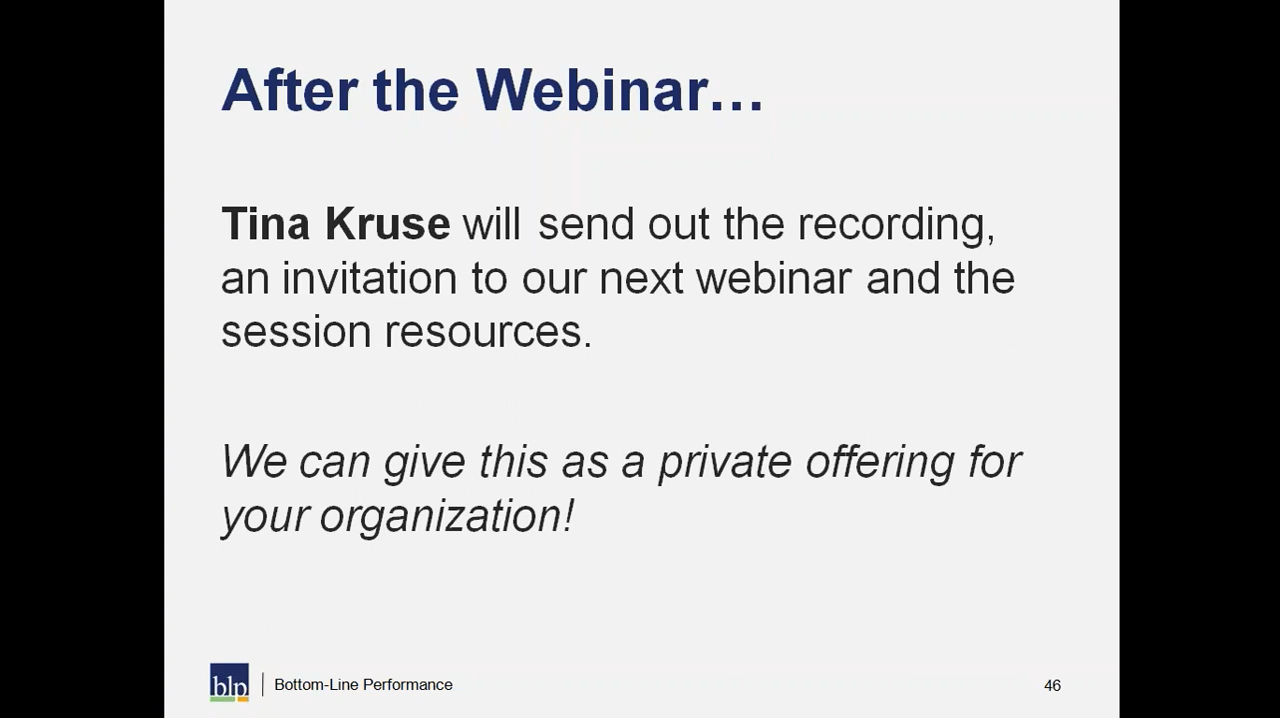 After the Webinar…
Tina Kruse will send out the recording,
an invitation to our next webinar and the
session resources.
We can give this as a private offering for
your organization!
blp
Bottom-Line Performance
46